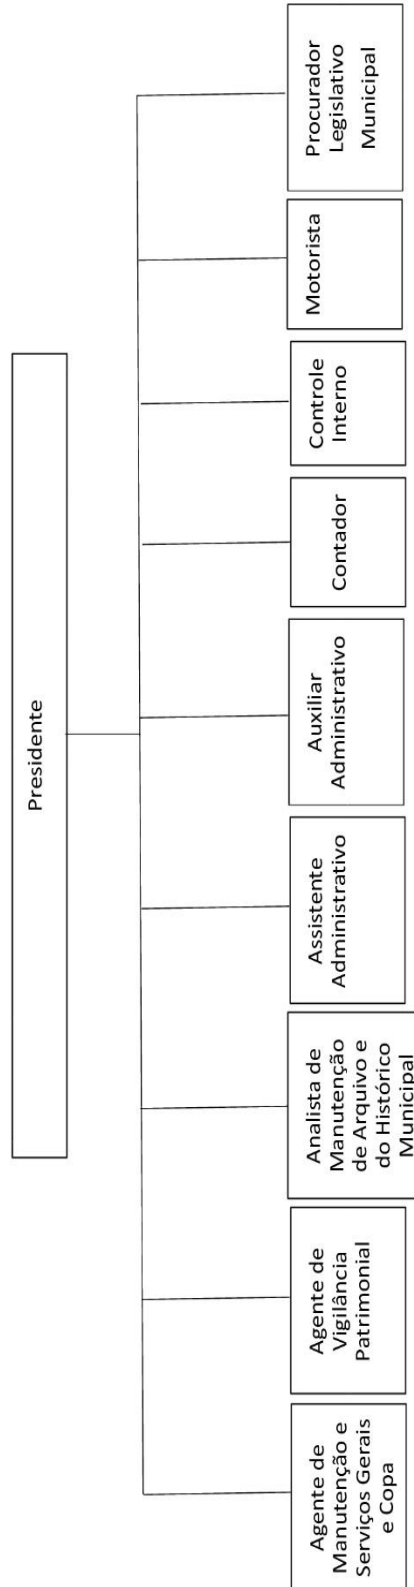 Presidente
Agente de
Manutenção e
Serviços Gerais
e Copa
Agente de
Vigilância
Patrimonial
Analista de
Manutenção
de Arquivo e
do Histórico
Municipal
Assistente
Administrativo
Auxiliar
Administrativo
Contador
Controle
Interno
Motorista
Procurador
Legislativo
Municipal